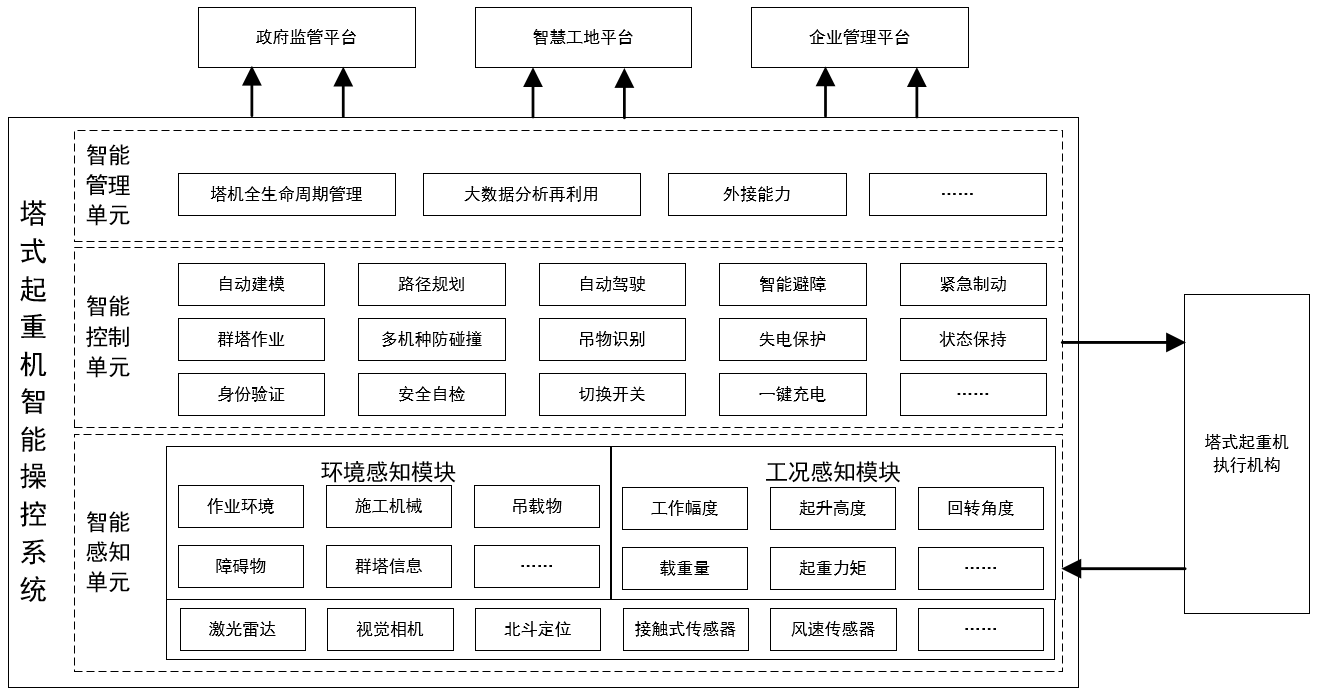 政府监管平台
智慧工地平台
企业管理平台
塔式起重机智能操控系统
智能
管理
单元
塔机全生命周期管理
大数据分析再利用
外接能力
……
智能
控制
单元
自动建模
路径规划
自动驾驶
智能避障
紧急制动
群塔作业
多机种防碰撞
吊物识别
失电保护
状态保持
身份验证
安全自检
切换开关
一键充电
……
智能
感知
单元
环境感知模块
作业环境
施工机械
吊载物
障碍物
群塔信息
……
工况感知模块
工作幅度
起升高度
回转角度
载重量
起重力矩
……
激光雷达
视觉相机
北斗定位
接触式传感器
风速传感器
……
塔式起重机
执行机构